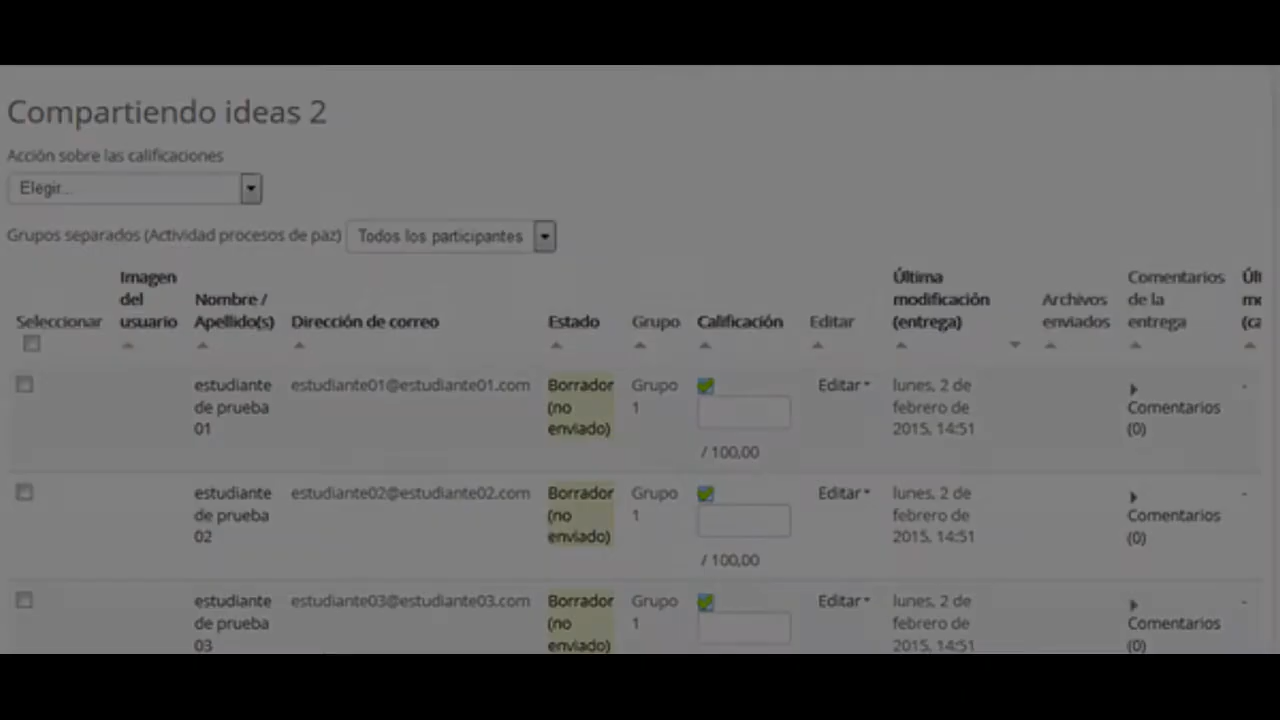 Compartiendo ideas 2
Acción sobre las calificaciones
Elegir...
Grupos separados (Actividad procesos de paz) Todos los participantes
Seleccionar
Imagen del usuario
Nombre / Apellido(s)
Dirección de correo
Estado
Grupo
Calificación
Editar
Última modificación (entrega)
Archivos enviados
Comentarios de la entrega
estudiante de prueba 01
estudiante01@estudiante01.com
Borrador (no enviado)
Grupo 1
/ 100,00
Editar
lunes, 2 de febrero de 2015, 14:51
Comentarios (0)
-
estudiante de prueba 02
estudiante02@estudiante02.com
Borrador (no enviado)
Grupo 1
/ 100,00
Editar
lunes, 2 de febrero de 2015, 14:51
Comentarios (0)
-
estudiante de prueba 03
estudiante03@estudiante03.com
Borrador (no enviado)
Grupo 1
Editar
lunes, 2 de febrero de 2015, 14:51
Comentarios (0)
-